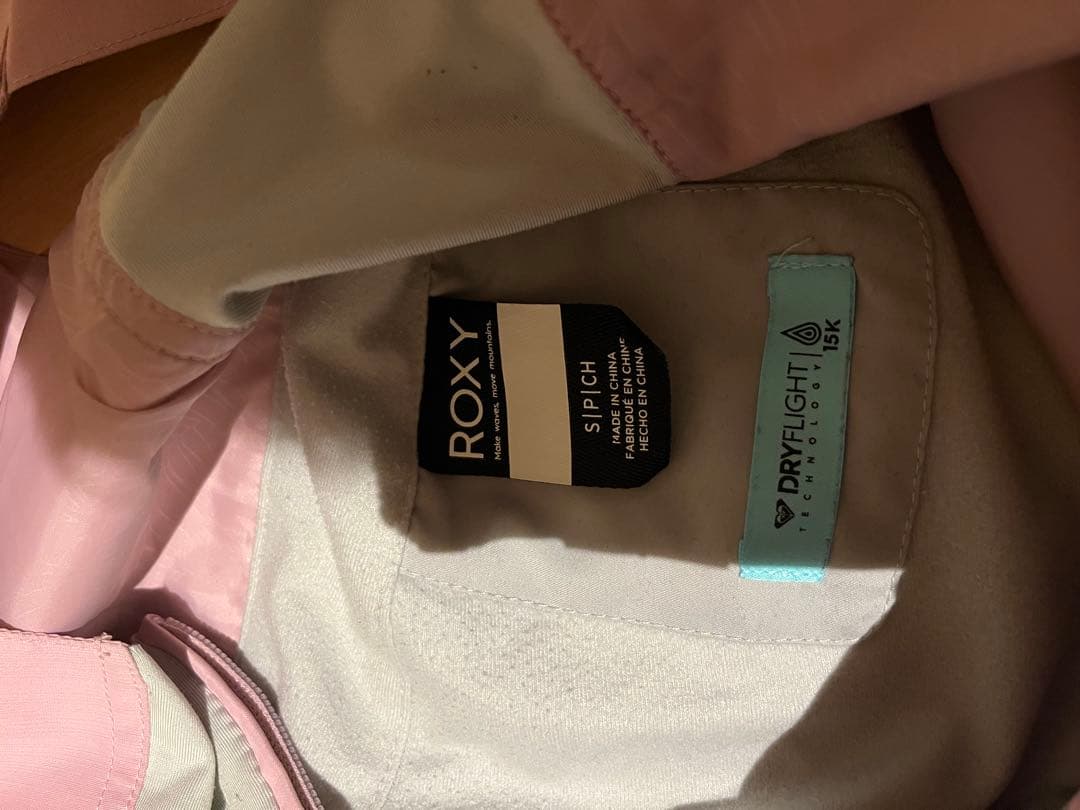 ROXY
Make waves, move mountains.
S|P|CH
MADE IN CHINA
FABRIQUÉ EN CHINE
HECHO EN CHINA
DRYFLIGHT
TECHNOLOGY
15K